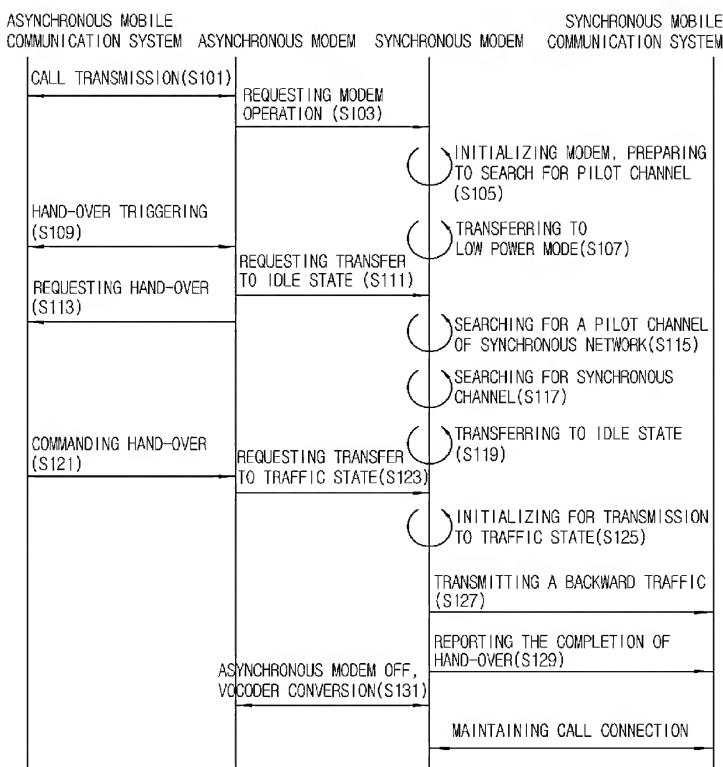 ASYNCHRONOUS MOBILE
COMMUNICATION SYSTEM
ASYNCHRONOUS MODEM
SYNCHRONOUS MODEM
SYNCHRONOUS MOBILE
COMMUNICATION SYSTEM
CALL TRANSMISSION(S101)
REQUESTING MODEM
OPERATION (S103)
INITIALIZING MODEM, PREPARING
TO SEARCH FOR PILOT CHANNEL
(S105)
HAND-OVER TRIGGERING
(S109)
TRANSFERRING TO
LOW POWER MODE(S107)
REQUESTING TRANSFER
TO IDLE STATE (S111)
REQUESTING HAND-OVER
(S113)
SEARCHING FOR A PILOT CHANNEL
OF SYNCHRONOUS NETWORK(S115)
SEARCHING FOR SYNCHRONOUS
CHANNEL(S117)
TRANSFERRING TO IDLE STATE
(S119)
COMMANDING HAND-OVER
(S121)
REQUESTING TRANSFER
TO TRAFFIC STATE(S123)
INITIALIZING FOR TRANSMISSION
TO TRAFFIC STATE(S125)
TRANSMITTING A BACKWARD TRAFFIC
(S127)
REPORTING THE COMPLETION OF
HAND-OVER(S129)
ASYNCHRONOUS MODEM OFF,
VOCODER CONVERSION(S131)
MAINTAINING CALL CONNECTION